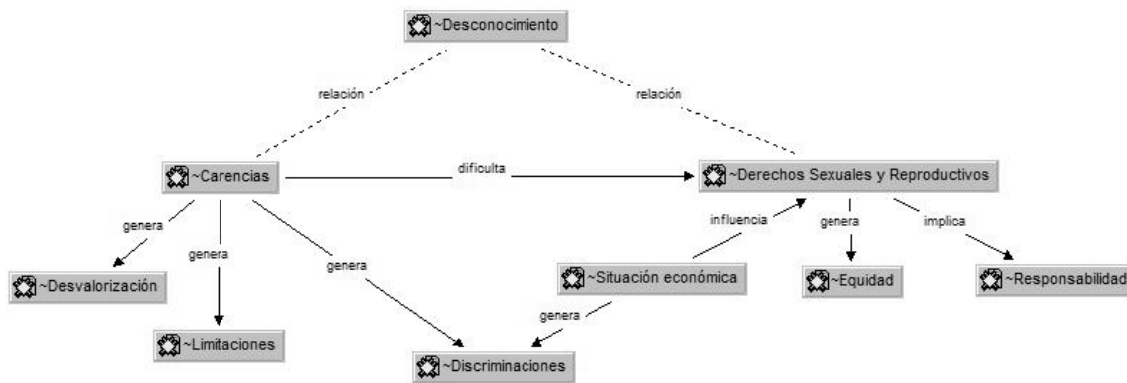 ~Desconocimiento
relación
relación
~Carencias
dificulta
~Derechos Sexuales y Reproductivos
genera
genera
genera
influencia
genera
implica
~Desvalorización
~Situación económica
~Equidad
~Responsabilidad
genera
~Limitaciones
~Discriminaciones